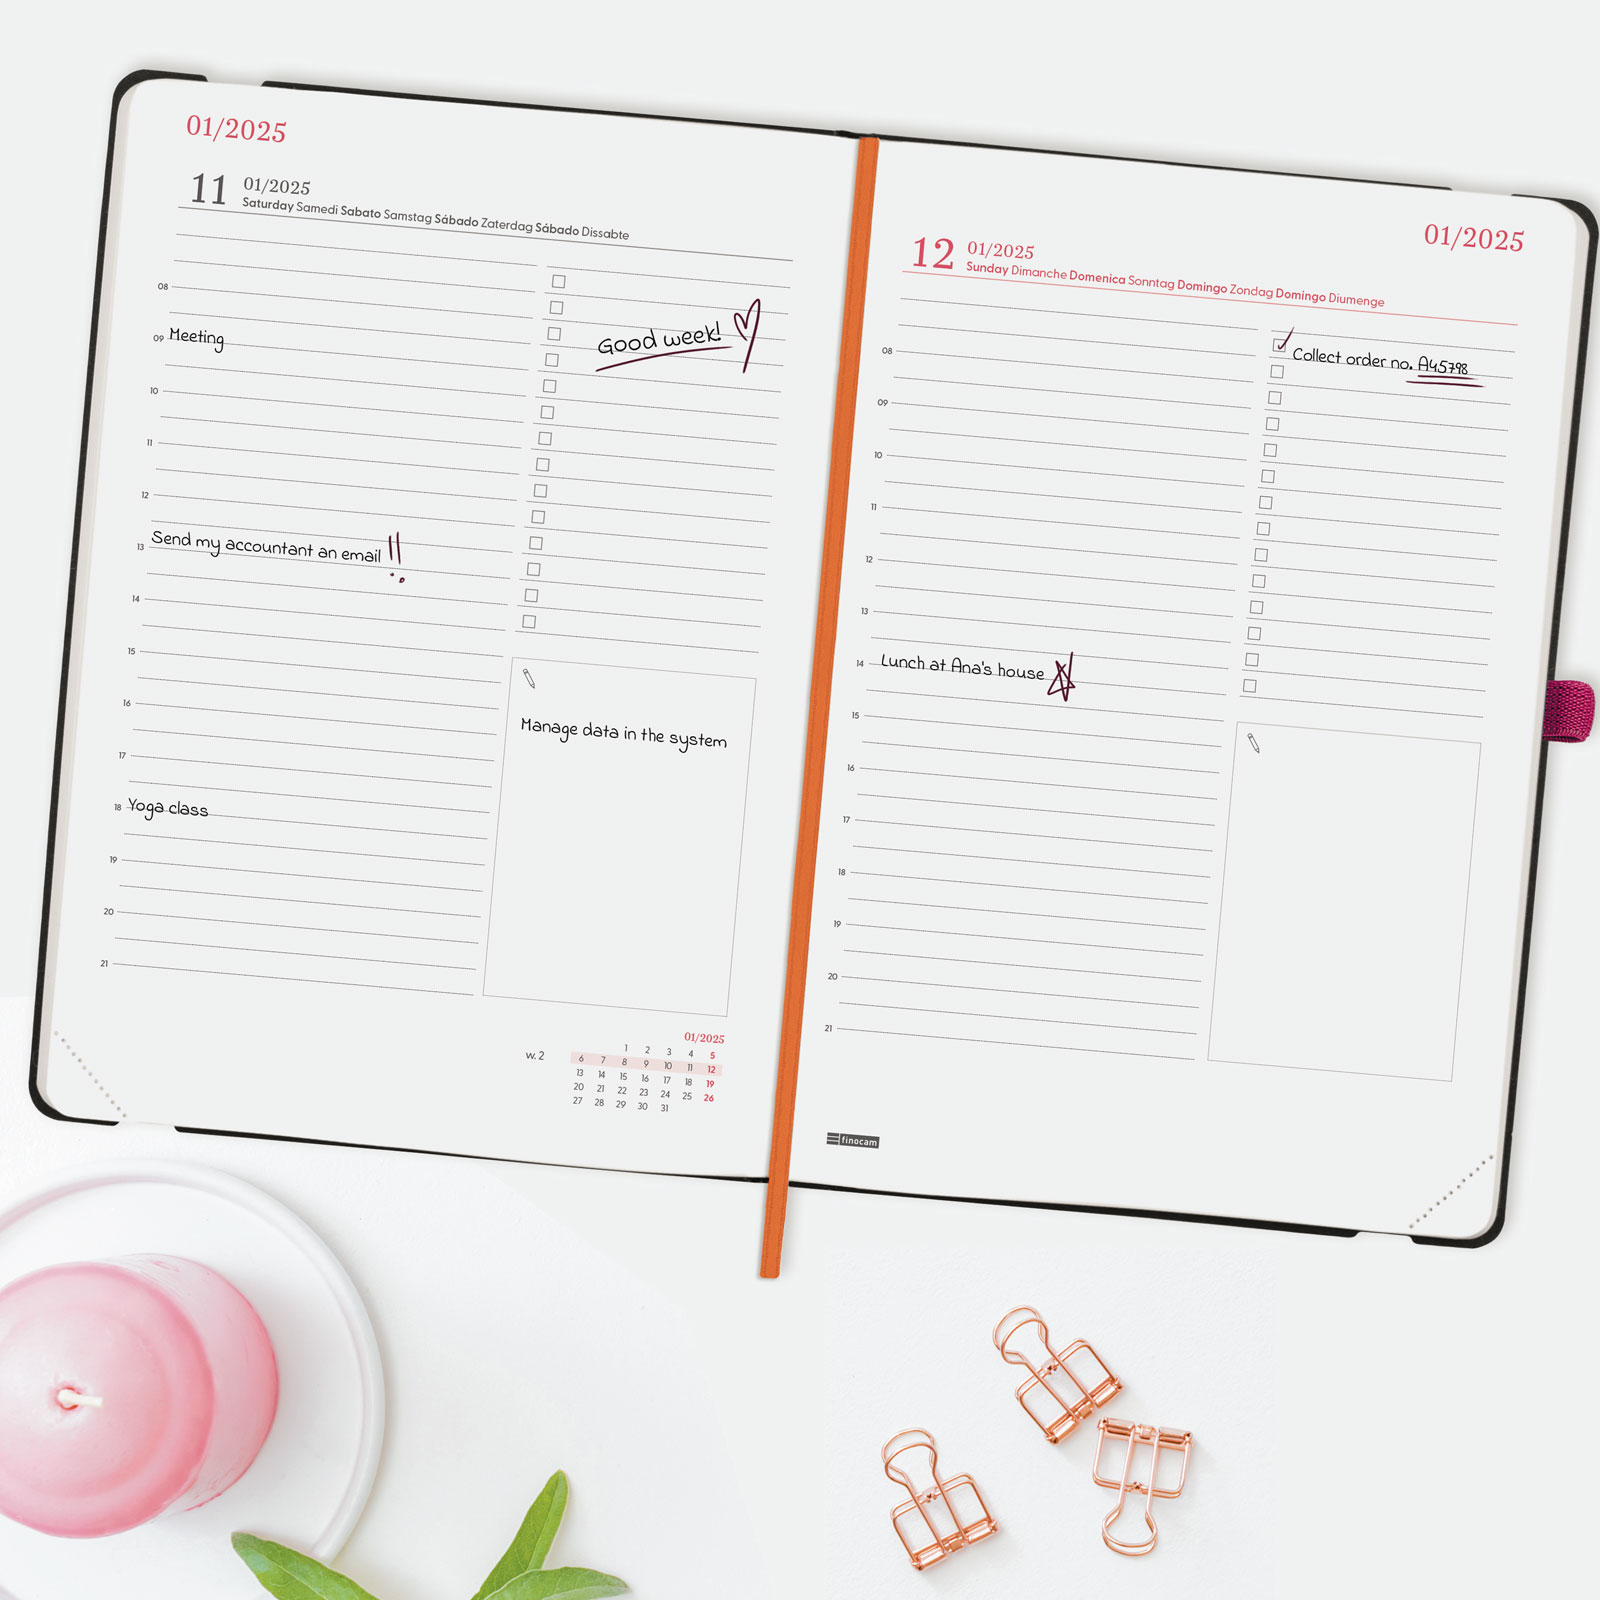 01/2025
11 01/2025
Saturday Samedi Sabato Samstag Sábado Zaterdag Sábado Dissabte
08
09 Meeting
10
11
12
13 Send my accountant an email !!
14
15
16
17
18 Yoga class
19
20
21
Good week!
Manage data in the system
01/2025
w. 2
1 2 3 4 5
6 7 8 9 10 11 12
13 14 15 16 17 18 19
20 21 22 23 24 25 26
27 28 29 30 31
01/2025
12 01/2025
Sunday Dimanche Domenica Sonntag Domingo Zondag Domingo Diumenge
08
09
10
11
12
13
14 Lunch at Ana's house
15
16
17
18
19
20
21
Collect order no. A45798
finocam